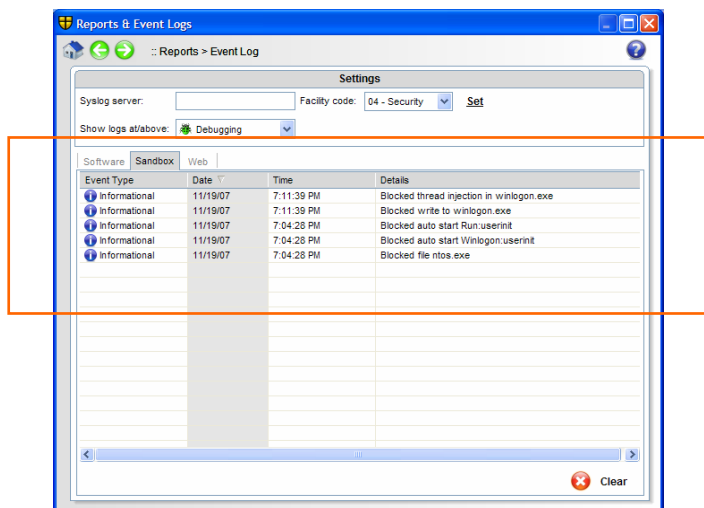 Reports & Event Logs
:: Reports > Event Log
Settings
Syslog server: Facility code: 04 - Security Set
Show logs at/above: Debugging
Software Sandbox Web
Event Type Date Time Details
Informational 11/19/07 7:11:39 PM Blocked thread injection in winlogon.exe
Informational 11/19/07 7:11:39 PM Blocked write to winlogon.exe
Informational 11/19/07 7:04:28 PM Blocked auto start Run:userinit
Informational 11/19/07 7:04:28 PM Blocked auto start Winlogon:userinit
Informational 11/19/07 7:04:28 PM Blocked file ntos.exe
Clear